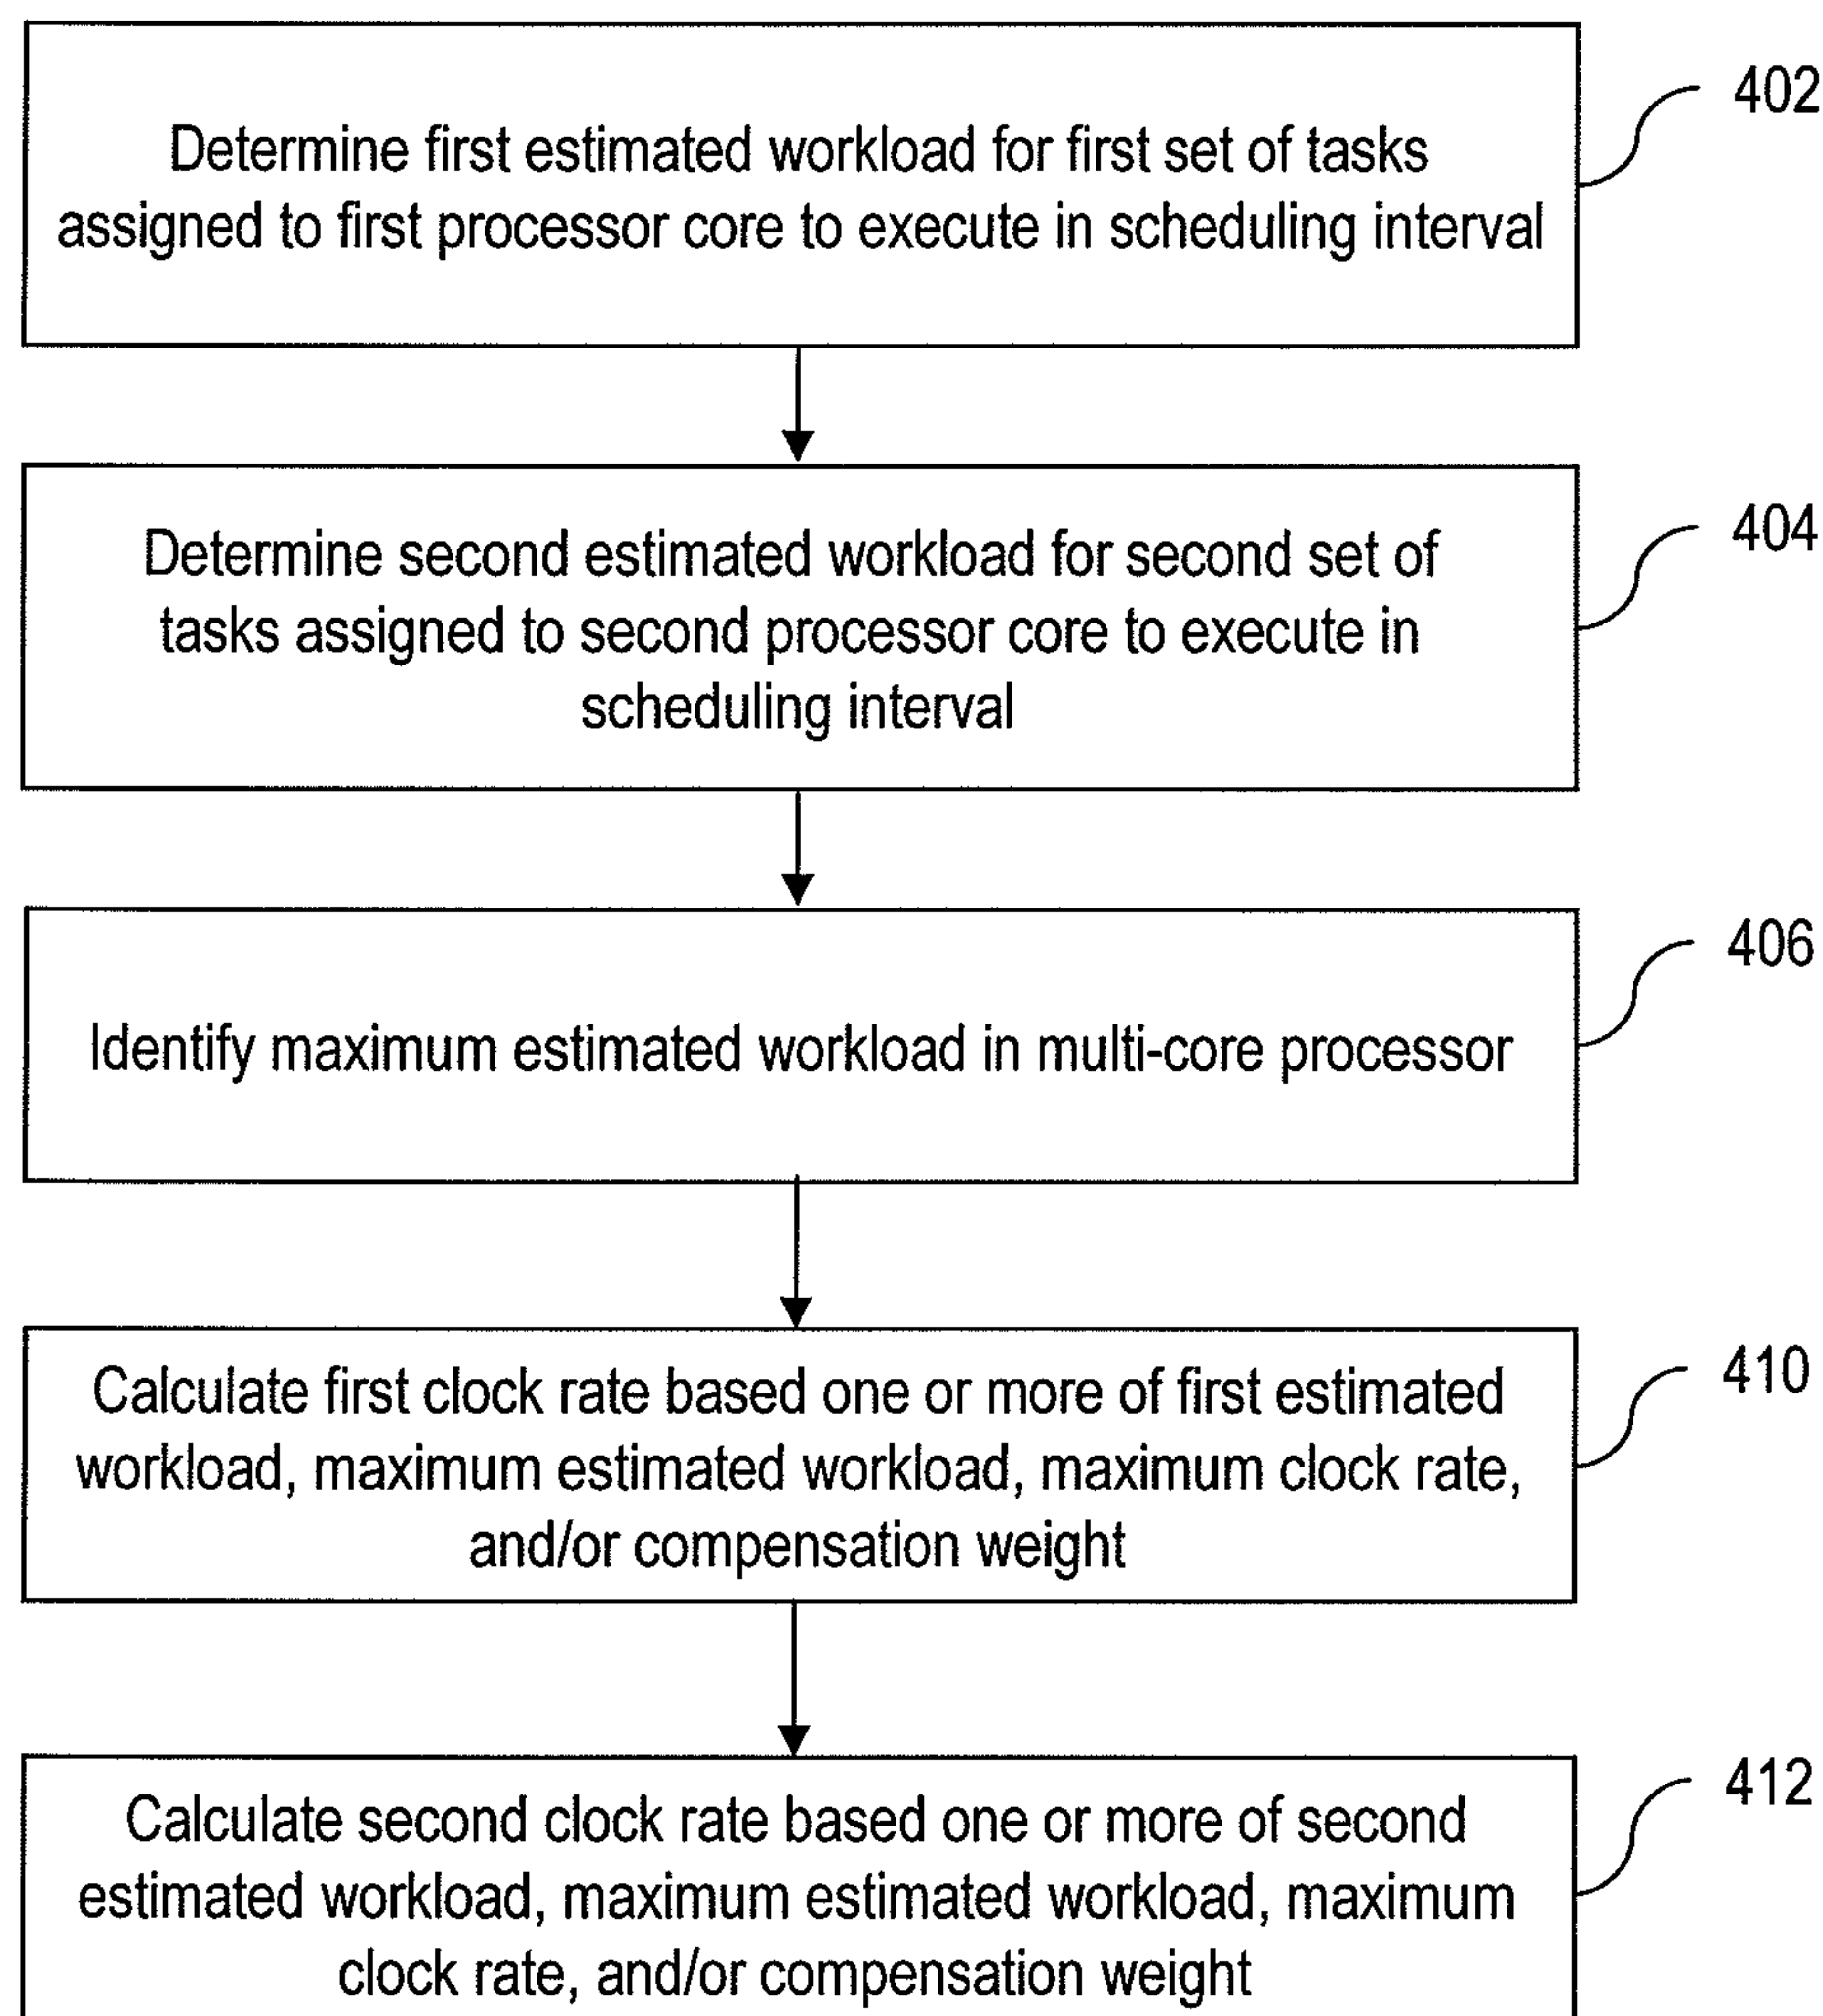 402
Determine first estimated workload for first set of tasks
assigned to first processor core to execute in scheduling interval
404
Determine second estimated workload for second set of
tasks assigned to second processor core to execute in
scheduling interval
406
Identify maximum estimated workload in multi-core processor
410
Calculate first clock rate based one or more of first estimated
workload, maximum estimated workload, maximum clock rate,
and/or compensation weight
412
Calculate second clock rate based one or more of second
estimated workload, maximum estimated workload, maximum
clock rate, and/or compensation weight